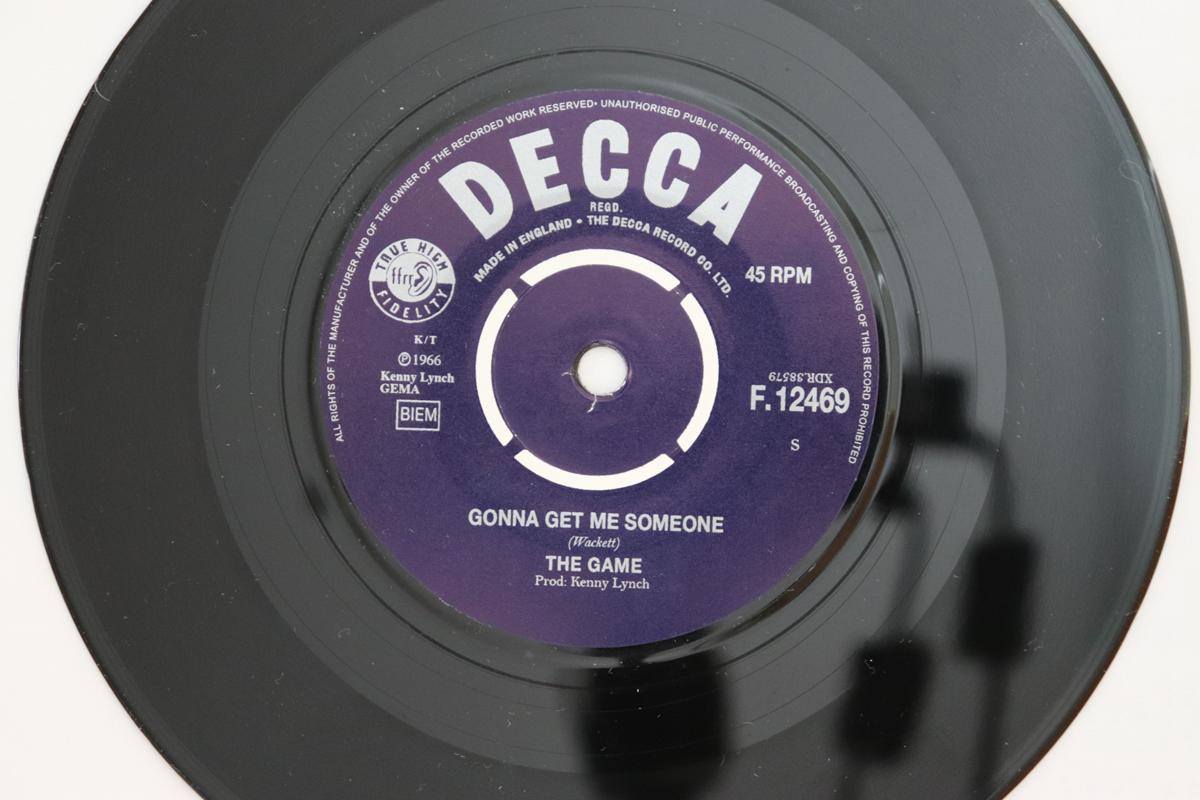 ALL RIGHTS OF THE MANUFACTURER AND OF THE OWNER OF THE RECORDED WORK RESERVED• UNAUTHORISED PUBLIC PERFORMANCE BROADCASTING AND COPYING OF THIS RECORD PROHIBITED
DECCA
REGD.
MADE IN ENGLAND • THE DECCA RECORD CO. LTD.
TRUE HIGH
ffrr
FIDELITY
45 RPM
K/T
℗1966
Kenny Lynch
GEMA
BIEM
XDR.38579
F.12469
S
GONNA GET ME SOMEONE
(Wackett)
THE GAME
Prod: Kenny Lynch